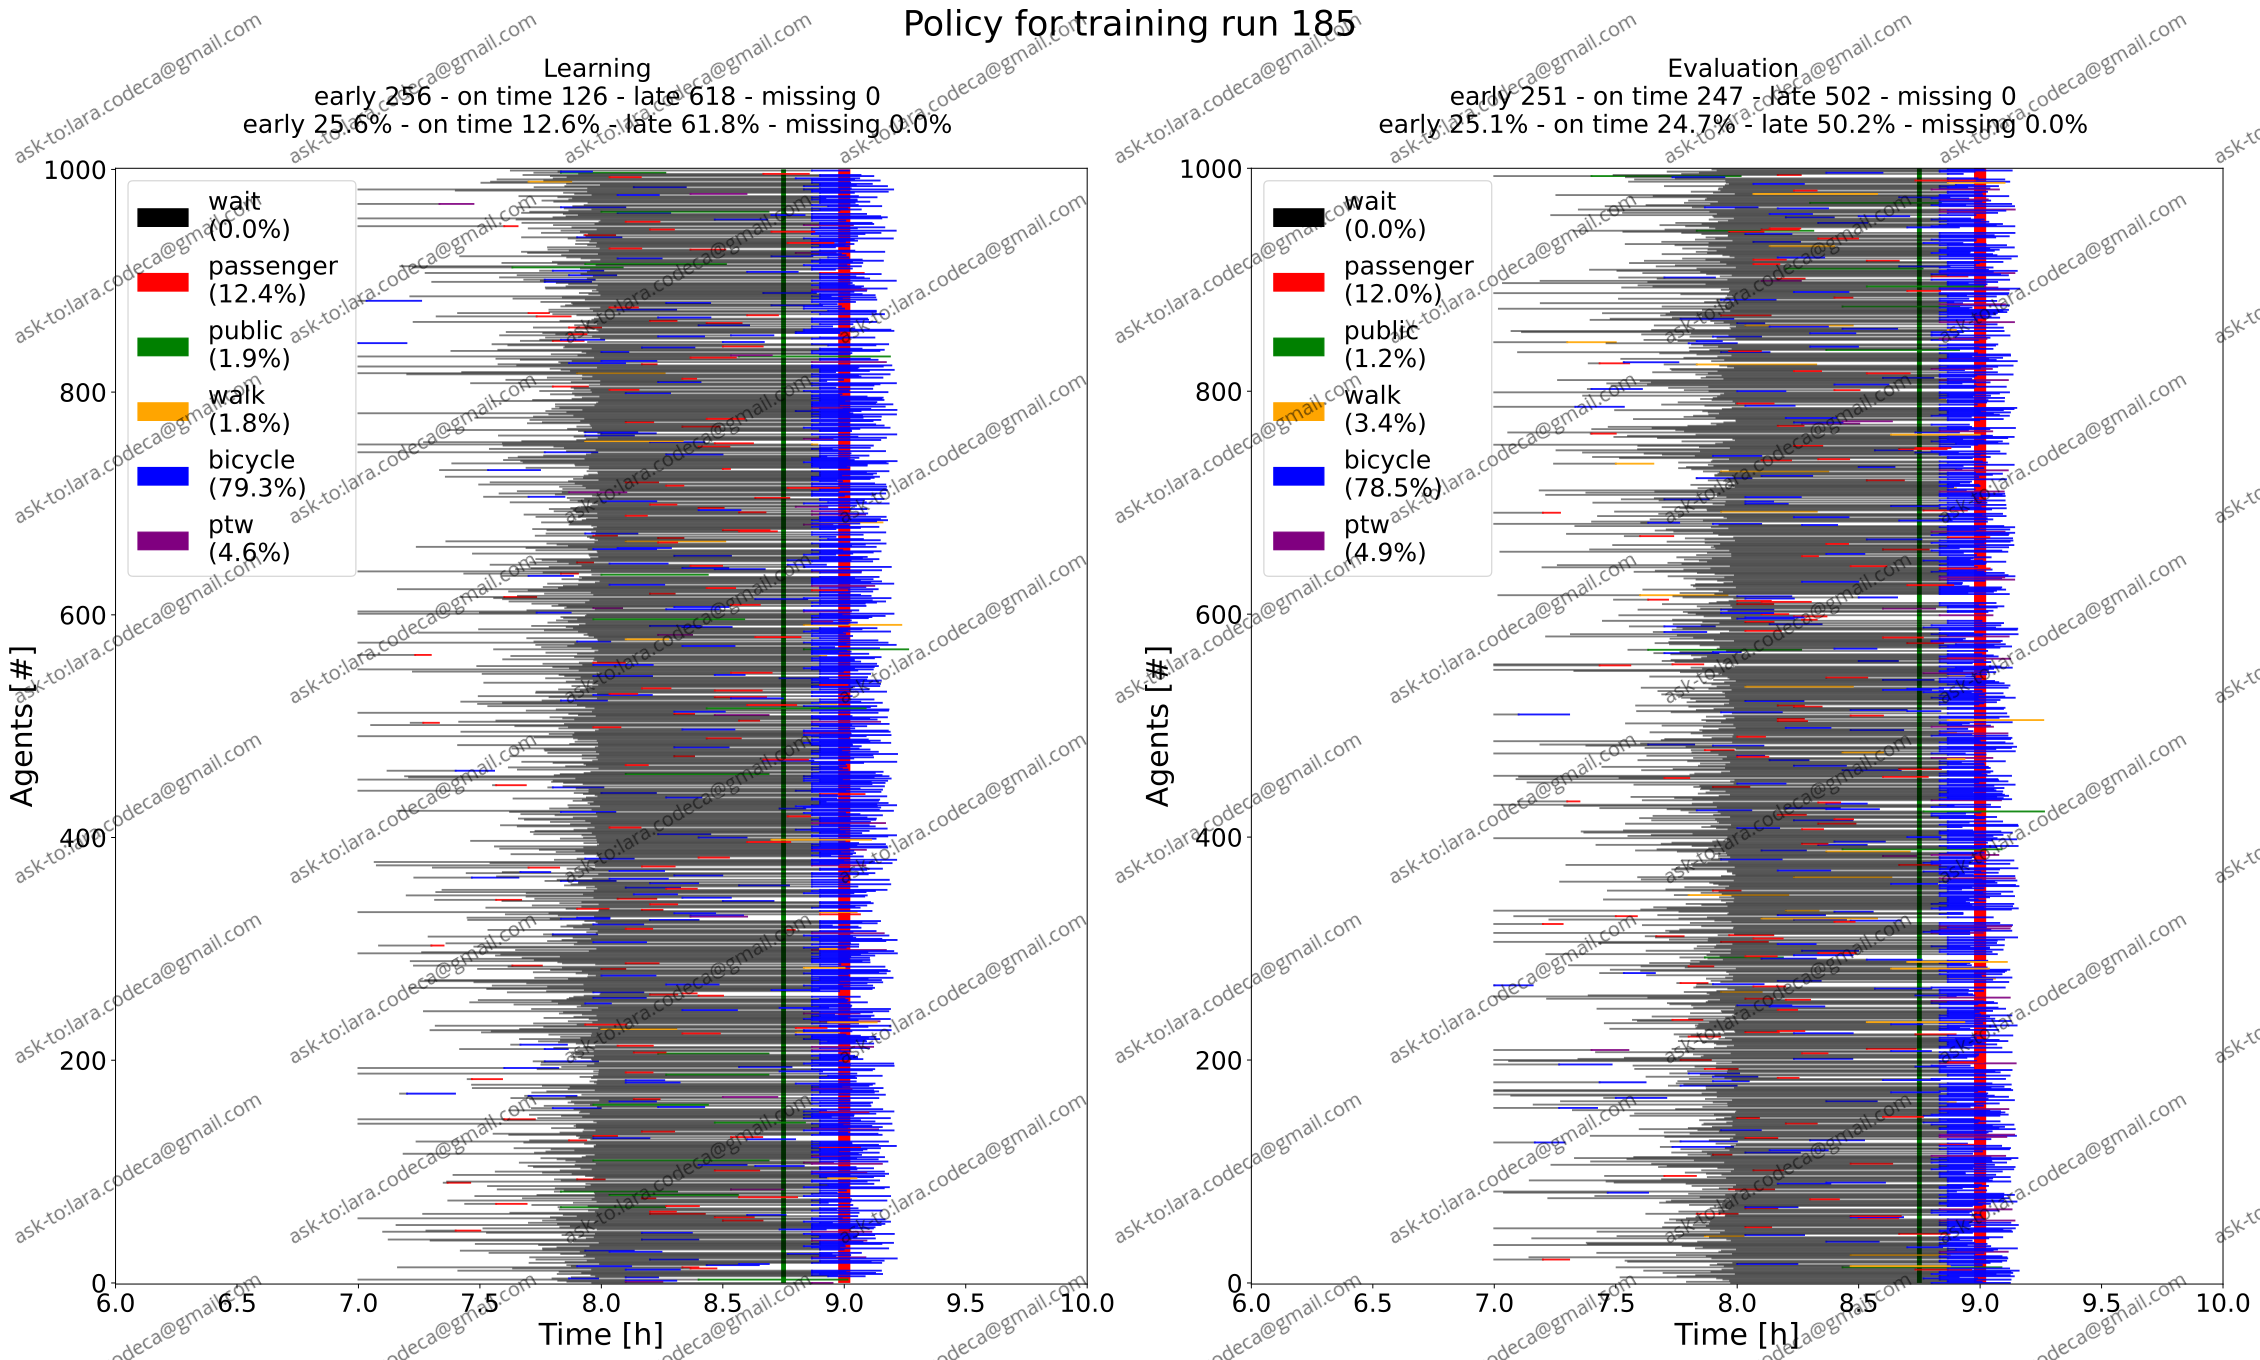 Policy for training run 185
Learning
early 256 - on time 126 - late 618 - missing 0
early 25.6% - on time 12.6% - late 61.8% - missing 0.0%
Evaluation
early 251 - on time 247 - late 502 - missing 0
early 25.1% - on time 24.7% - late 50.2% - missing 0.0%
Agents [#]
1000
800
600
400
200
0
wait
(0.0%)
passenger
(12.4%)
public
(1.9%)
walk
(1.8%)
bicycle
(79.3%)
ptw
(4.6%)
6.0 6.5 7.0 7.5 8.0 8.5 9.0 9.5 10.0
Time [h]
Agents [#]
1000
800
600
400
200
0
wait
(0.0%)
passenger
(12.0%)
public
(1.2%)
walk
(3.4%)
bicycle
(78.5%)
ptw
(4.9%)
6.0 6.5 7.0 7.5 8.0 8.5 9.0 9.5 10.0
Time [h]
ask-to:lara.codeca@gmail.com